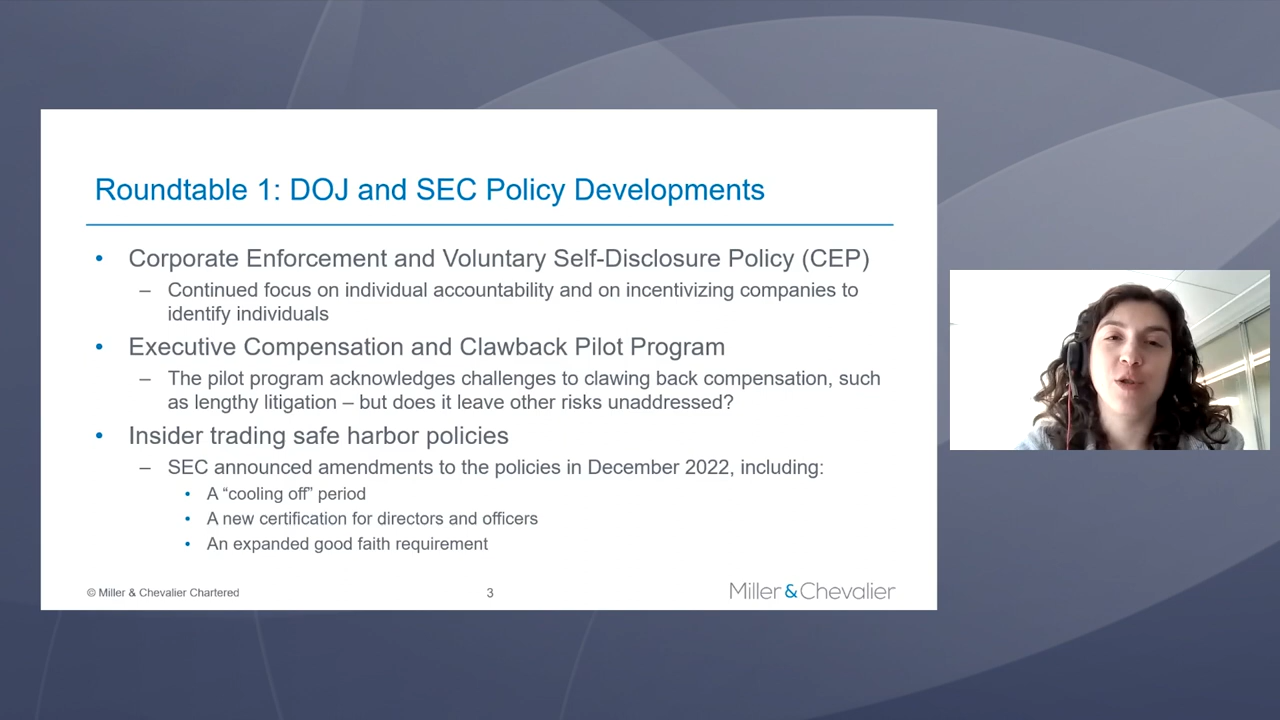 Roundtable 1: DOJ and SEC Policy Developments
• Corporate Enforcement and Voluntary Self-Disclosure Policy (CEP)
– Continued focus on individual accountability and on incentivizing companies to
identify individuals
• Executive Compensation and Clawback Pilot Program
– The pilot program acknowledges challenges to clawing back compensation, such
as lengthy litigation – but does it leave other risks unaddressed?
• Insider trading safe harbor policies
– SEC announced amendments to the policies in December 2022, including:
• A “cooling off” period
• A new certification for directors and officers
• An expanded good faith requirement
© Miller & Chevalier Chartered
3
Miller&Chevalier